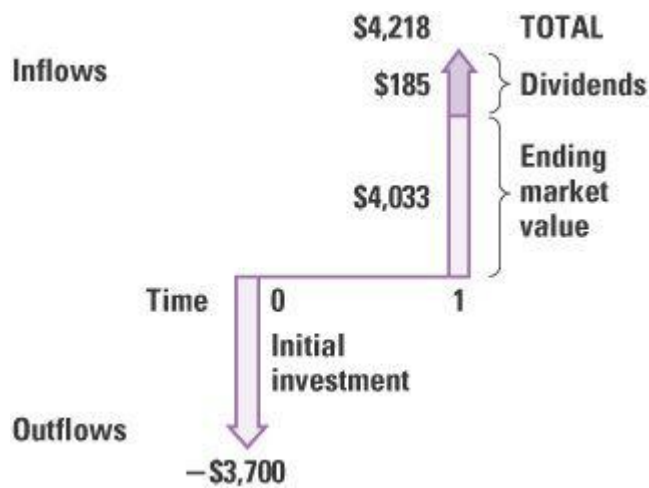 $4,218 TOTAL
Inflows
$185 Dividends
Ending
$4,033 market
value
Time 0 1
Initial
investment
Outflows
−$3,700